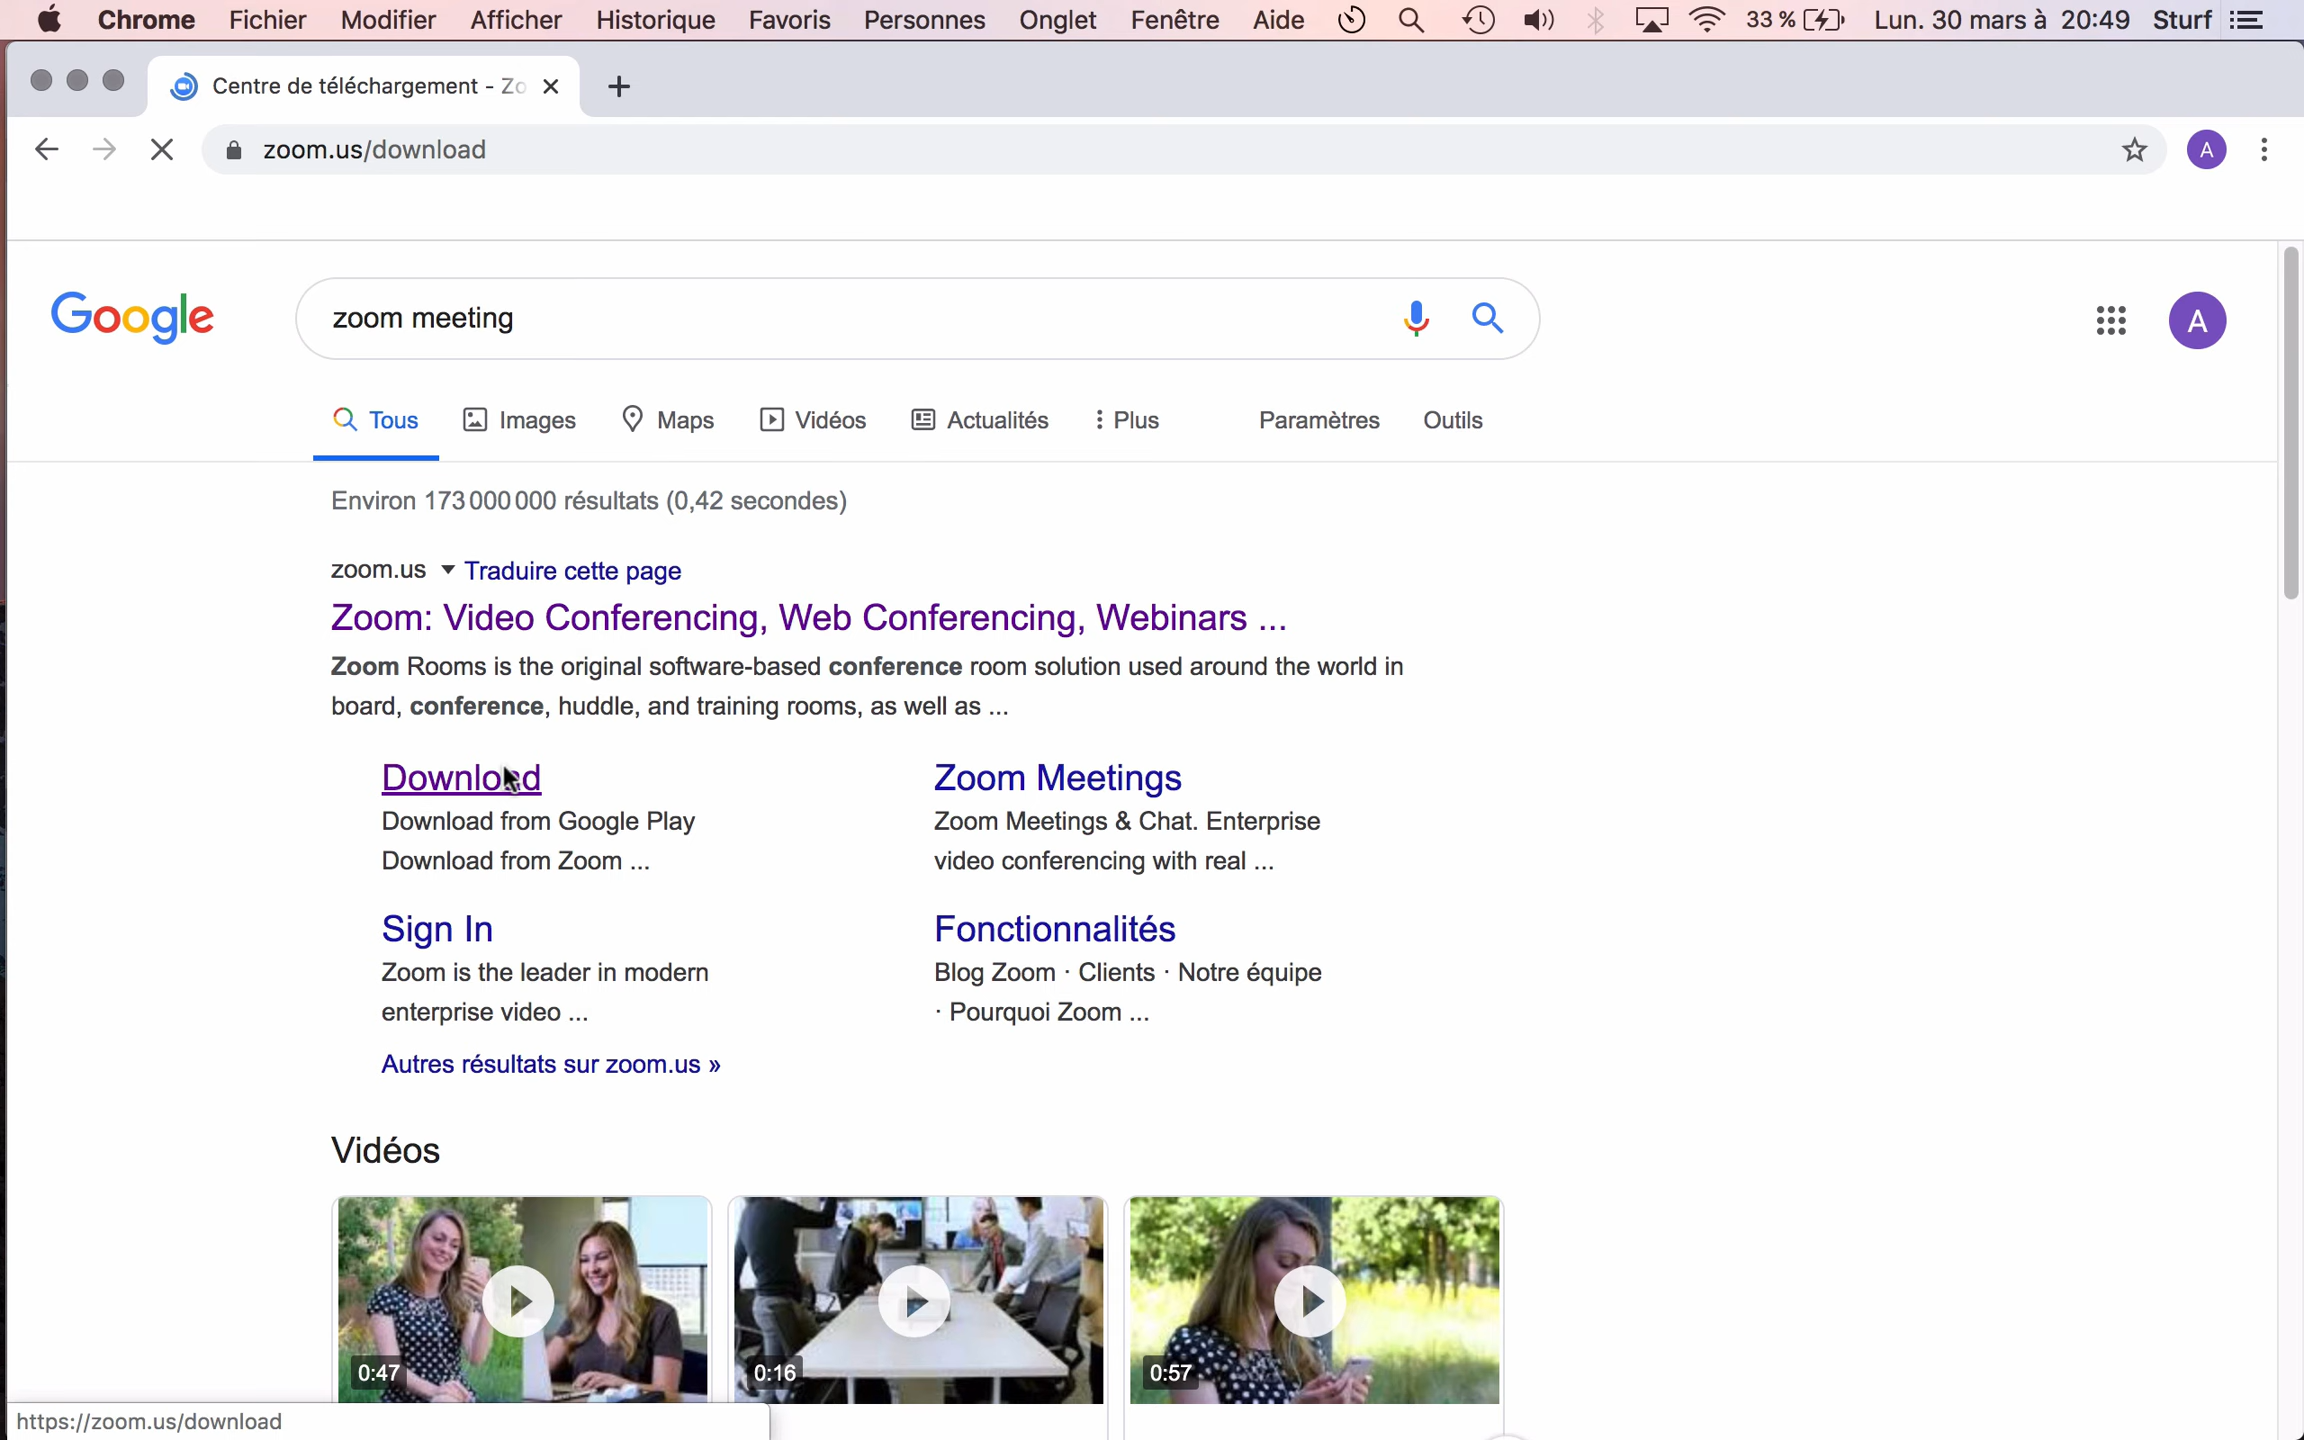 Chrome Fichier Modifier Afficher Historique Favoris Personnes Onglet Fenêtre Aide 33 % Lun. 30 mars à 20:49 Sturf
Centre de téléchargement - Zo
zoom.us/download
A
Google
zoom meeting
A
Tous Images Maps Vidéos Actualités Plus Paramètres Outils
Environ 173 000 000 résultats (0,42 secondes)
zoom.us Traduire cette page
Zoom: Video Conferencing, Web Conferencing, Webinars ...
Zoom Rooms is the original software-based conference room solution used around the world in
board, conference, huddle, and training rooms, as well as ...
Download
Download from Google Play
Download from Zoom ...
Zoom Meetings
Zoom Meetings & Chat. Enterprise
video conferencing with real ...
Sign In
Zoom is the leader in modern
enterprise video ...
Fonctionnalités
Blog Zoom · Clients · Notre équipe
· Pourquoi Zoom ...
Autres résultats sur zoom.us »
Vidéos
0:47
0:16
0:57
https://zoom.us/download